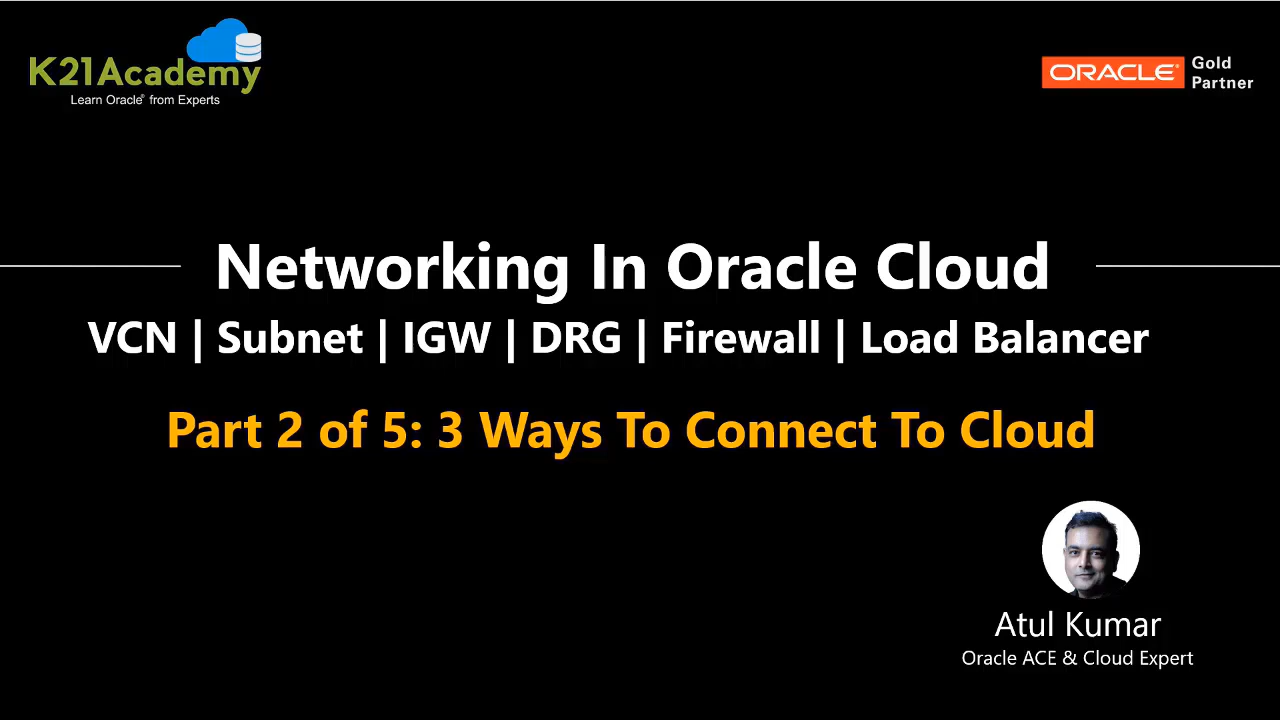 K21Academy
Learn Oracle® from Experts
ORACLE® Gold
Partner
Networking In Oracle Cloud
VCN | Subnet | IGW | DRG | Firewall | Load Balancer
Part 2 of 5: 3 Ways To Connect To Cloud
Atul Kumar
Oracle ACE & Cloud Expert